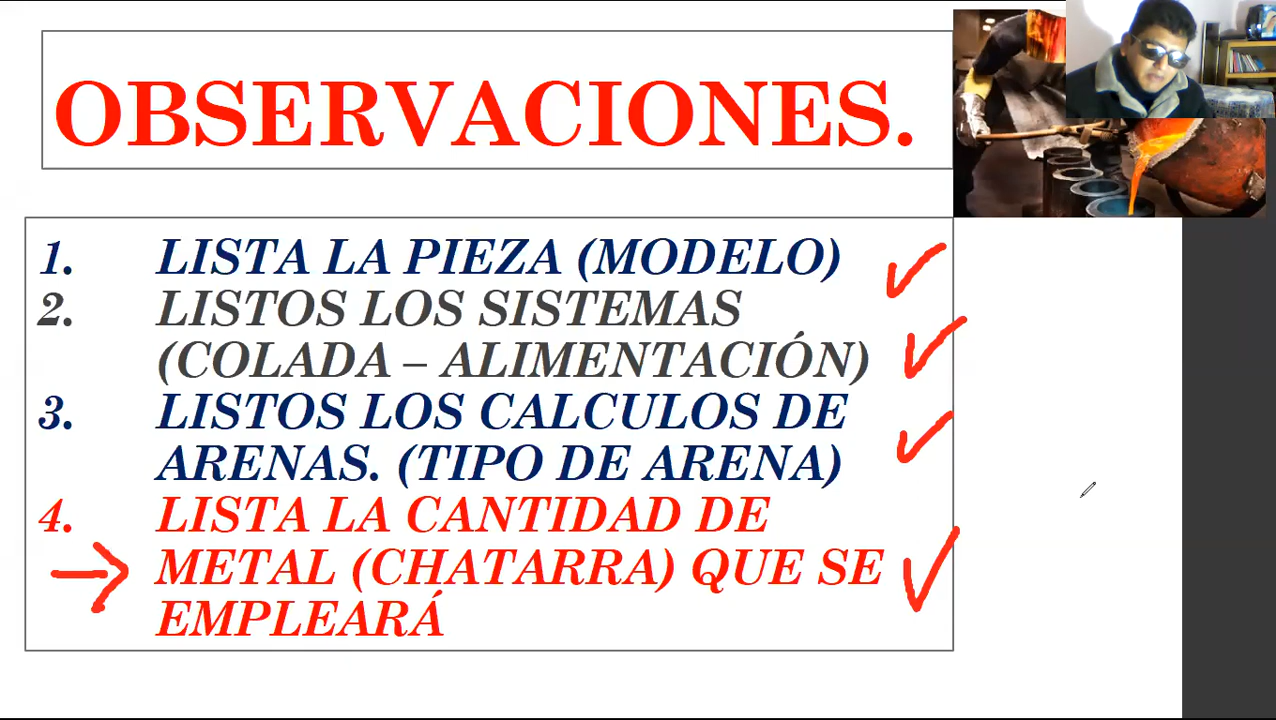 OBSERVACIONES.
1. LISTA LA PIEZA (MODELO)
2. LISTOS LOS SISTEMAS
(COLADA – ALIMENTACIÓN)
3. LISTOS LOS CALCULOS DE
ARENAS. (TIPO DE ARENA)
4. LISTA LA CANTIDAD DE
METAL (CHATARRA) QUE SE
EMPLEARÁ